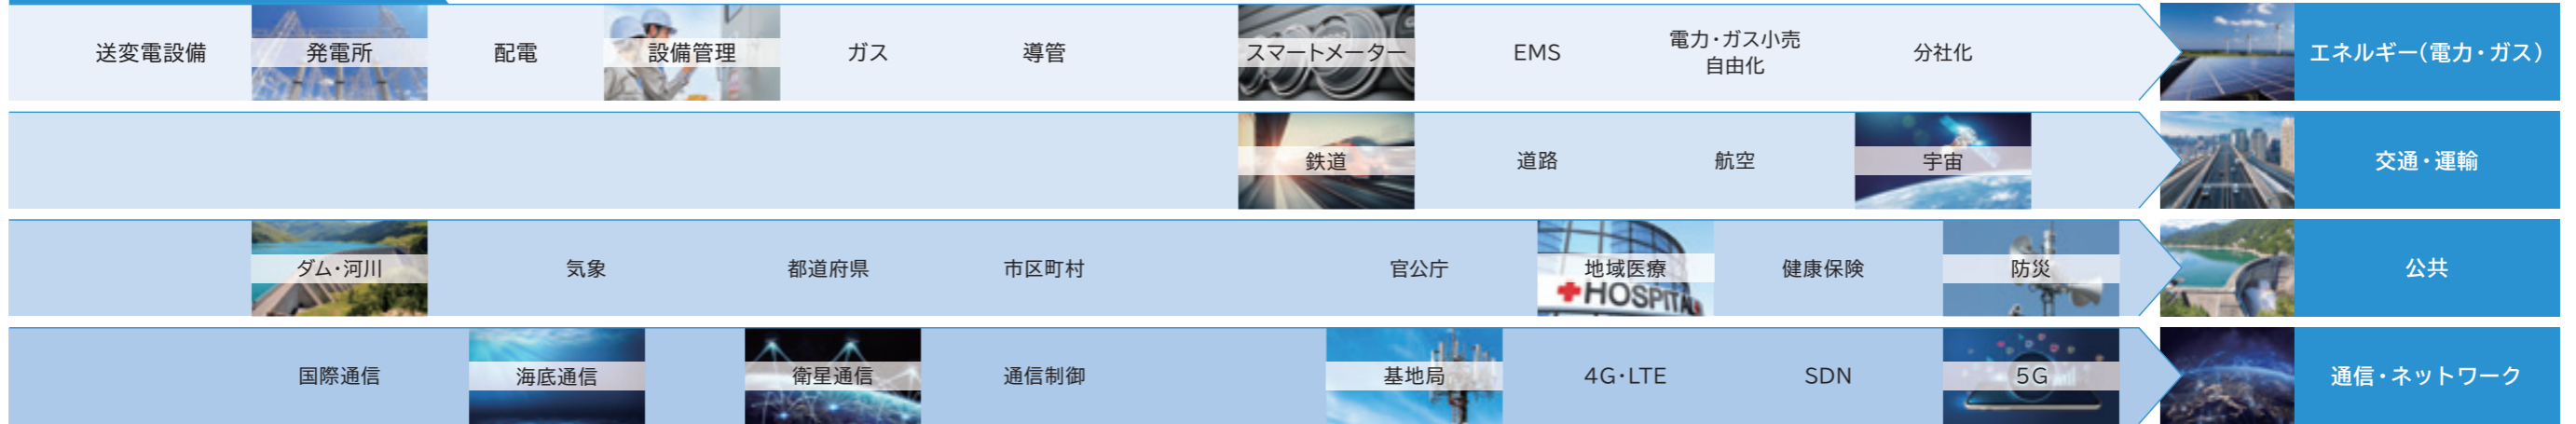 送変電設備
発電所
配電
設備管理
ガス
導管
スマートメーター
EMS
電力・ガス小売
自由化
分社化
エネルギー（電力・ガス）
鉄道
道路
航空
宇宙
交通・運輸
ダム・河川
気象
都道府県
市区町村
官公庁
地域医療
HOSPITAL
健康保険
防災
公共
国際通信
海底通信
衛星通信
通信制御
基地局
4G・LTE
SDN
5G
通信・ネットワーク